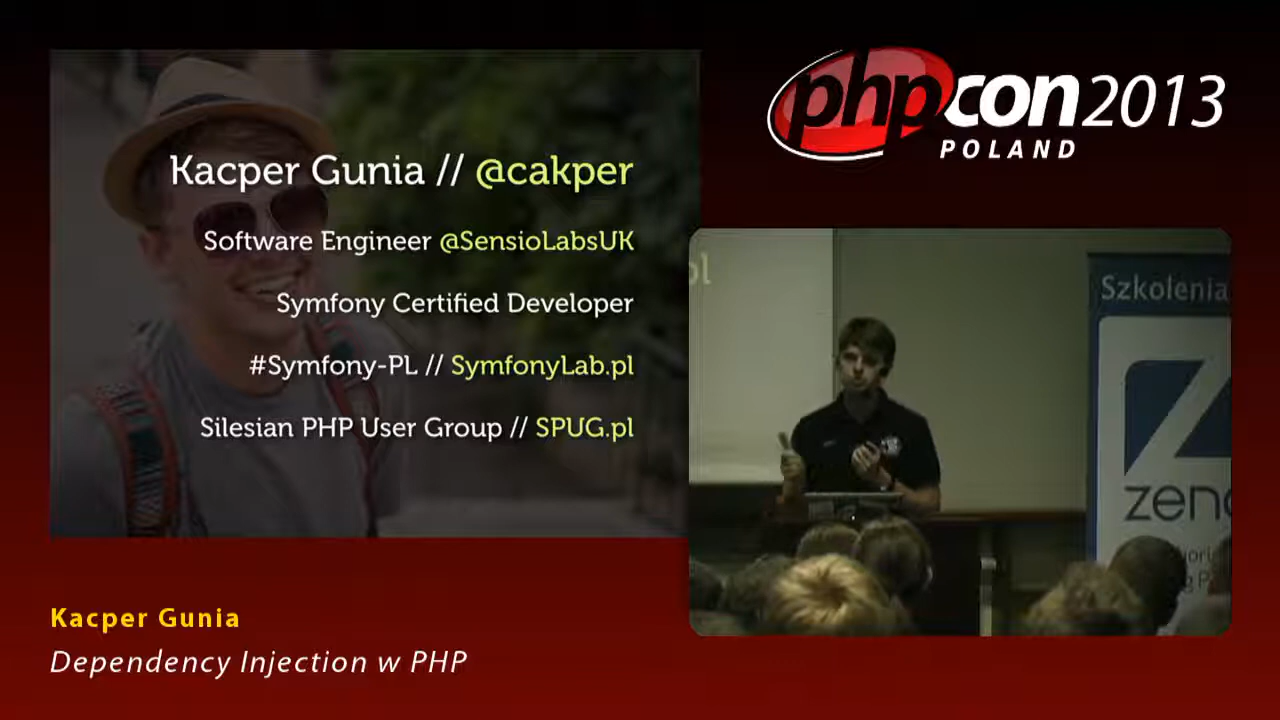 Kacper Gunia // @cakper
Software Engineer @SensioLabsUK
Symfony Certified Developer
#Symfony-PL // SymfonyLab.pl
Silesian PHP User Group // SPUG.pl
phpcon2013
POLAND
pl
Szkolenia
zend
Kacper Gunia
Dependency Injection w PHP